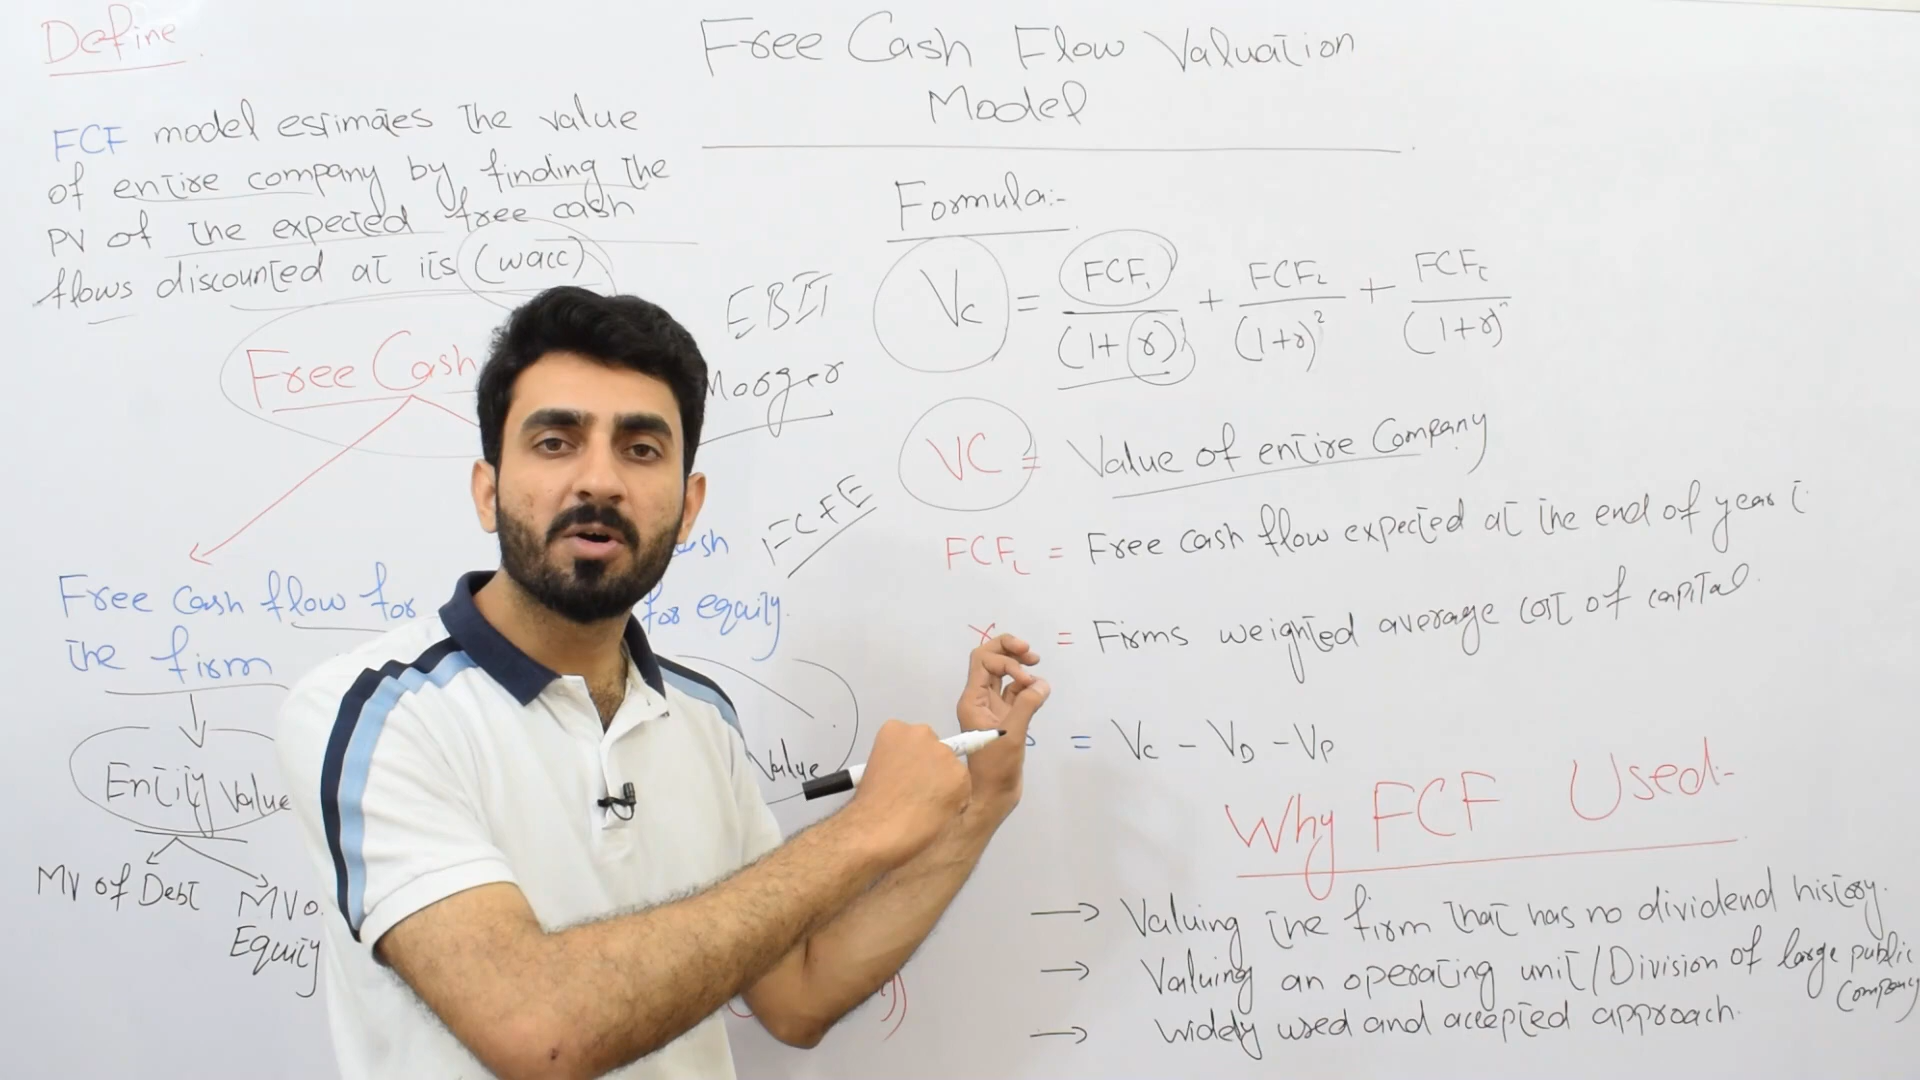 Define
FCF model estimates the value
of entire company by finding the
PV of the expected free cash
flows discounted at its (wacc)
Free Cash
Free Cash flow for
the firm
Entity Value
MV of Debt
MV o
Equity
EBIT
FCFE
for equity.
Value
Free Cash Flow Valuation
Model
Formula:-
Vc = FCF1/(1+r)1 + FCF2/(1+r)2 + FCFt/(1+r)n
VC = Value of entire Company
FCFt = Free cash flow expected at the end of year t
= Firms weighted average cost of capital.
= Vc - VD - VP
Why FCF Used:-
→ Valuing the firm that has no dividend history.
→ Valuing an operating unit/Division of large public
Company
→ widely used and accepted approach.